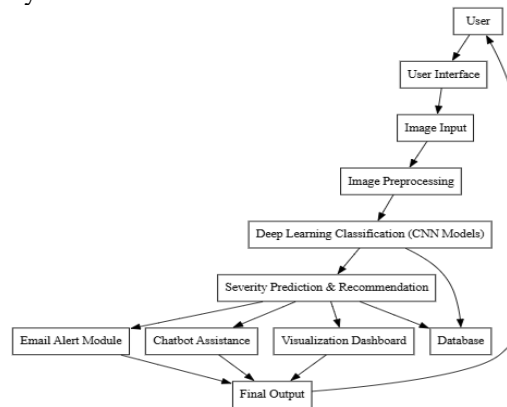 User
User Interface
Image Input
Image Preprocessing
Deep Learning Classification (CNN Models)
Severity Prediction & Recommendation
Email Alert Module
Chatbot Assistance
Visualization Dashboard
Database
Final Output